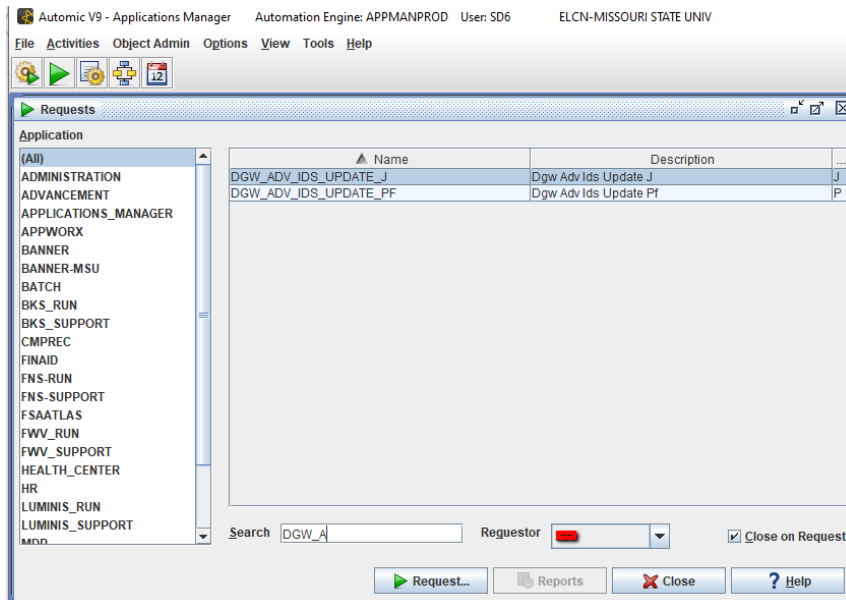 Automic V9 - Applications Manager Automation Engine: APPMANPROD User: SD6 ELCN-MISSOURI STATE UNIV
File Activities Object Admin Options View Tools Help
12
Requests
Application
(All)
ADMINISTRATION
ADVANCEMENT
APPLICATIONS_MANAGER
APPWORX
BANNER
BANNER-MSU
BATCH
BKS_RUN
BKS_SUPPORT
CMPREC
FINAID
FNS-RUN
FNS-SUPPORT
FSAATLAS
FWV_RUN
FWV_SUPPORT
HEALTH_CENTER
HR
LUMINIS_RUN
LUMINIS_SUPPORT
MDR
Name Description ...
DGW_ADV_IDS_UPDATE_J Dgw Adv Ids Update J J
DGW_ADV_IDS_UPDATE_PF Dgw Adv Ids Update Pf P
Search DGW_A Requestor Close on Request
Request... Reports Close ? Help